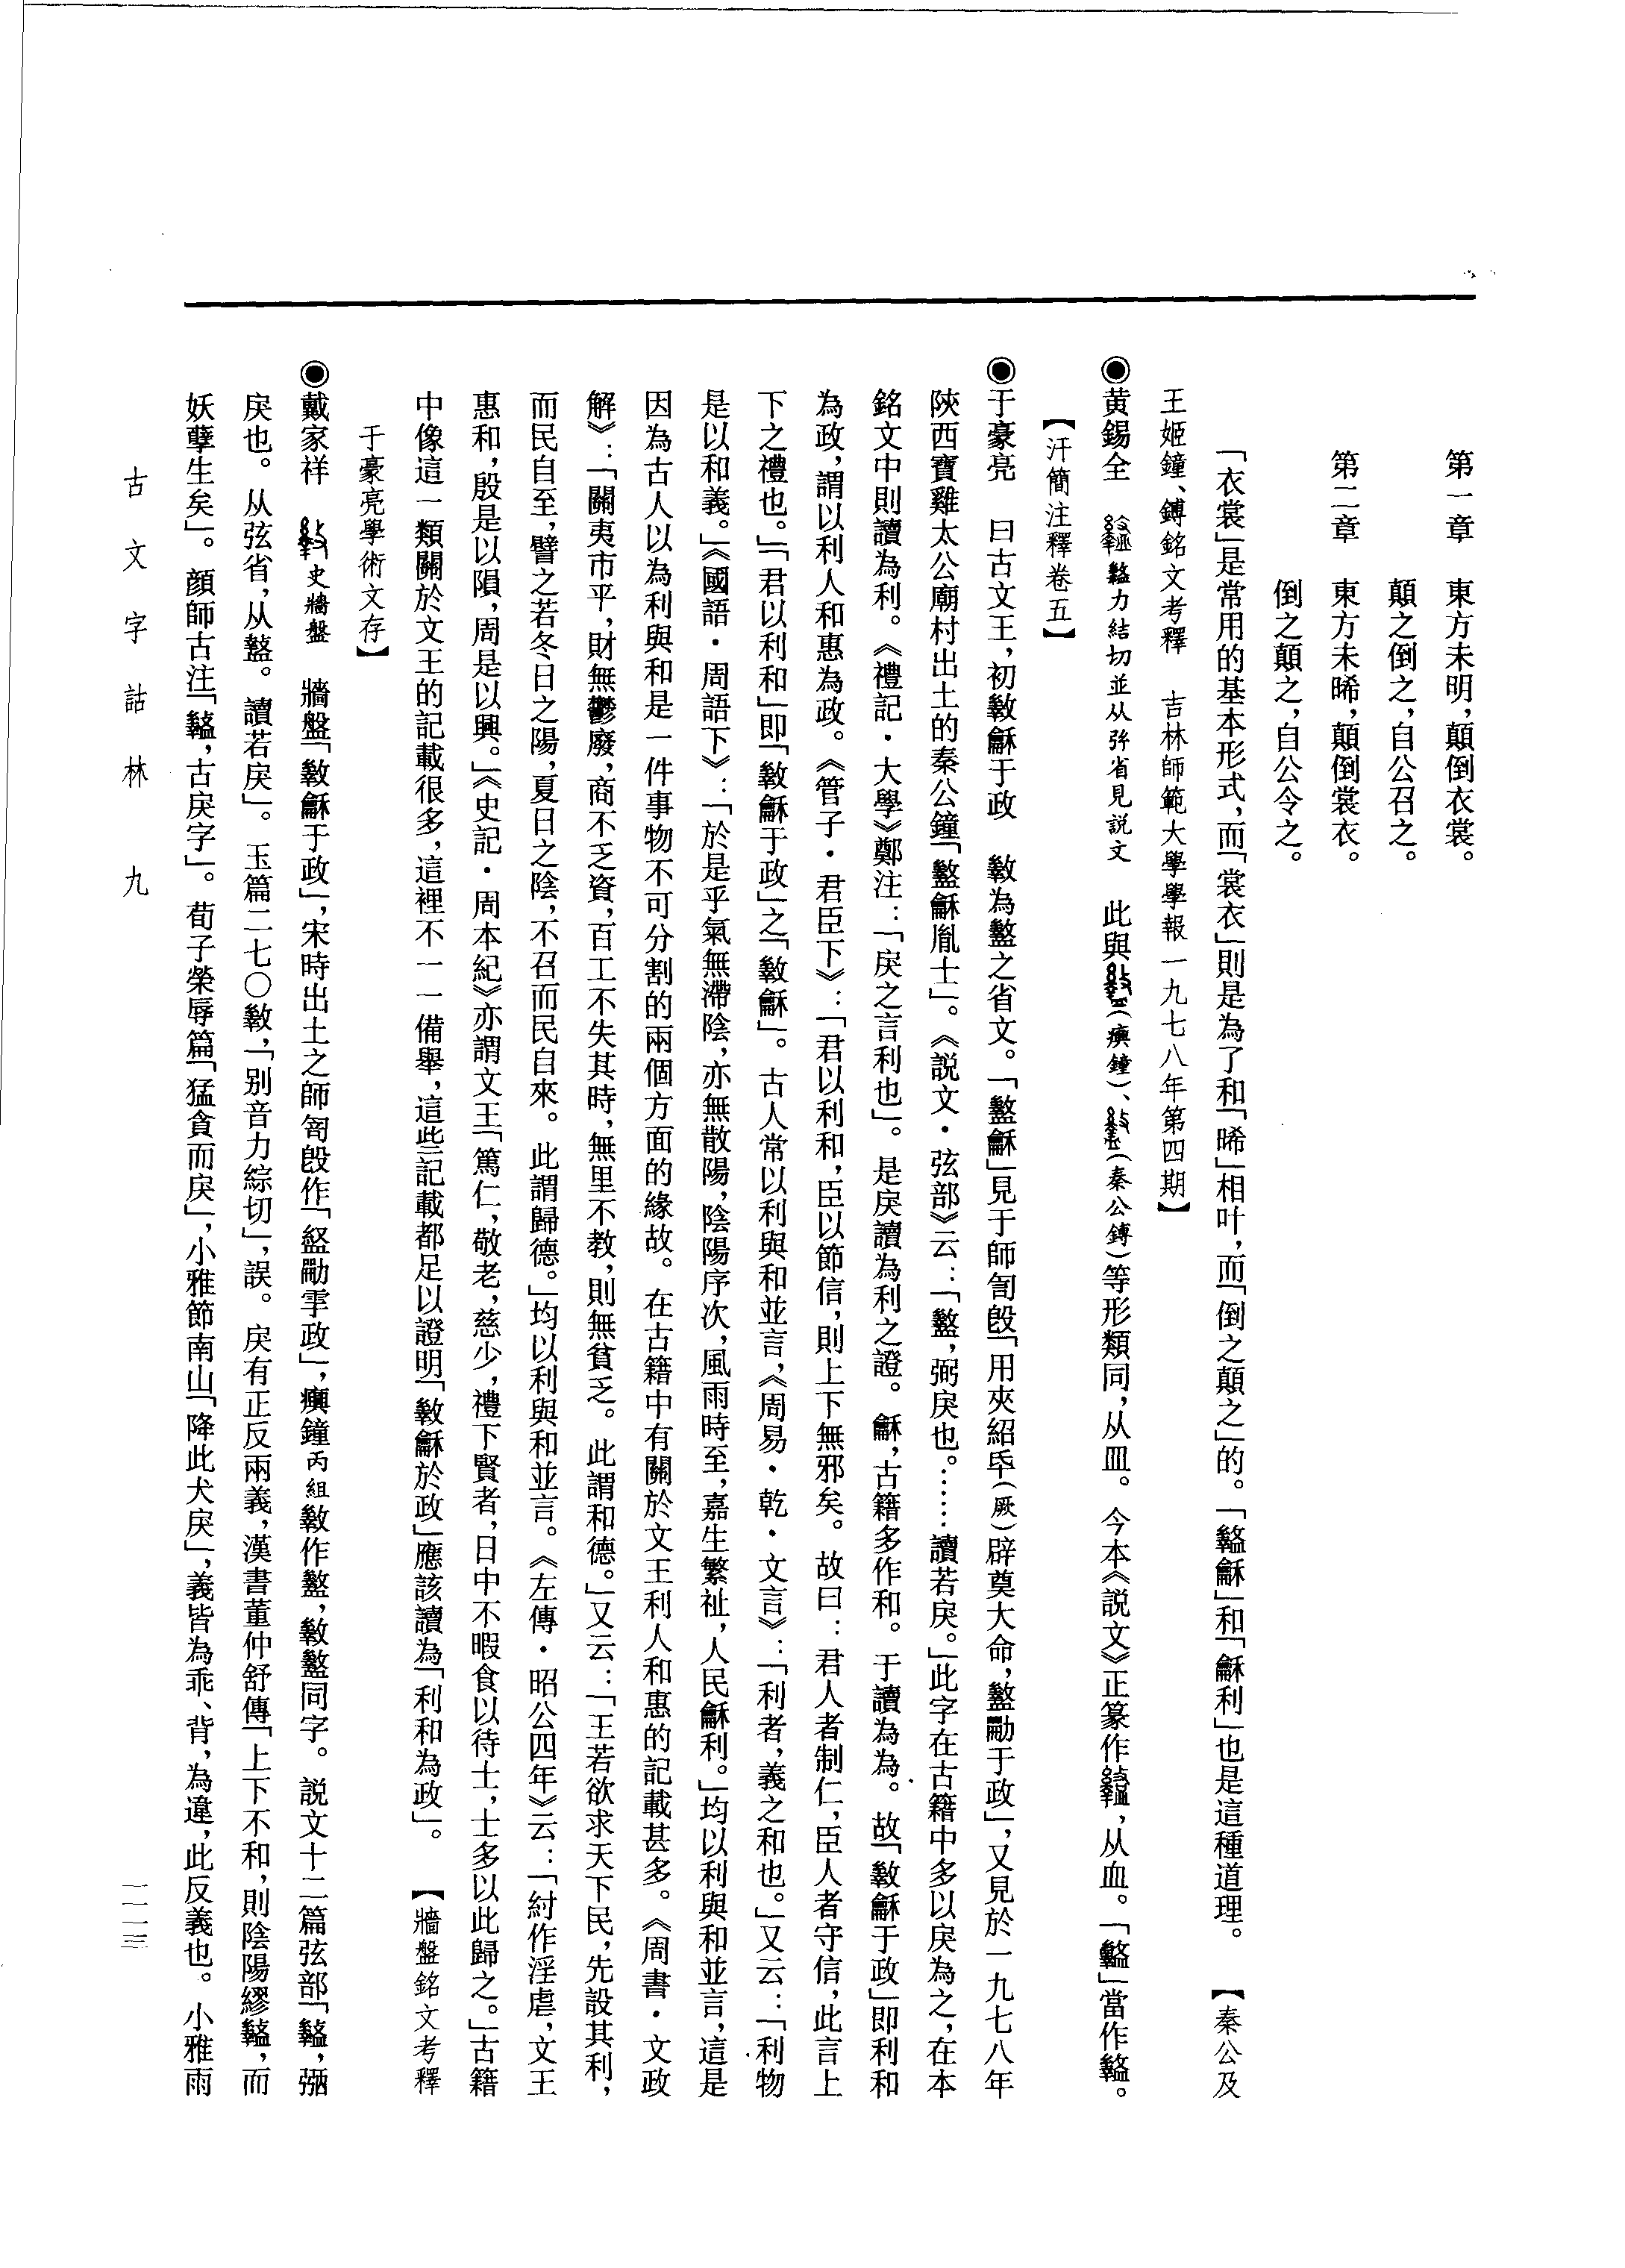 第一章　東方未明，顛倒衣裳。
顛之倒之，自公召之。
第二章　東方未晞，顛倒裳衣。
倒之顛之，自公令之。
「衣裳」是常用的基本形式，而「裳衣」則是為了和「晞」相叶，而「倒之顛之」的。「盭龢」和「龢利」也是這種道理。　【秦公及
王姬鐘、鎛銘文考釋　吉林師範大學學報一九七八年第四期】
◉黃錫全　盭力結切並从弦省見説文　此與（𤼈鐘）、（秦公鎛）等形類同，从皿。今本《説文》正篆作，从血。「盭」當作盭。
【汗簡注釋卷五】
◉于豪亮　曰古文王，初𢿛龢于政　𢿛為盭之省文。「盭龢」見于師訇𣪘「用夾紹氒（厥）辟奠大命，盭勵于政」，又見於一九七八年
陝西寶雞太公廟村出土的秦公鐘「盭龢胤士」。《説文・弦部》云：「盭，弼戾也。……讀若戾。」此字在古籍中多以戾為之，在本
銘文中則讀為利。《禮記・大學》鄭注：「戾之言利也」。是戾讀為利之證。龢，古籍多作和。于讀為為。故「𢿛龢于政」即利和
為政，謂以利人和惠為政。《管子・君臣下》：「君以利和，臣以節信，則上下無邪矣。故曰：君人者制仁，臣人者守信，此言上
下之禮也。」「君以利和」即「𢿛龢于政」之「𢿛龢」。古人常以利與和並言，《周易・乾・文言》：「利者，義之和也。」又云：「利物
是以和義。」《國語・周語下》：「於是乎氣無滯陰，亦無散陽，陰陽序次，風雨時至，嘉生繁祉，人民龢利。」均以利與和並言，這是
因為古人以為利與和是一件事物不可分割的兩個方面的緣故。在古籍中有關於文王利人和惠的記載甚多。《周書・文政
解》：「關夷市平，財無鬱廢，商不乏資，百工不失其時，無里不教，則無貧乏。此謂和德。」又云：「王若欲求天下民，先設其利，
而民自至，譬之若冬日之陽，夏日之陰，不召而民自來。此謂歸德。」均以利與和並言。《左傳・昭公四年》云：「紂作淫虐，文王
惠和，殷是以隕，周是以興。」《史記・周本紀》亦謂文王「篤仁，敬老，慈少，禮下賢者，日中不暇食以待士，士多以此歸之。」古籍
中像這一類關於文王的記載很多，這裡不一一備舉，這些記載都足以證明「𢿛龢於政」應該讀為「利和為政」。　【牆盤銘文考釋
于豪亮學術文存】
◉戴家祥　史牆盤　牆盤「𢿛龢于政」，宋時出土之師訇𣪘作「盭勵雩政」，𤼈鐘丙組𢿛作盭，𢿛盭同字。説文十二篇弦部「盭，弻
戾也。从弦省，从盩。讀若戾」。玉篇二七〇𢿛，「別音力綜切」，誤。戾有正反兩義，漢書董仲舒傳「上下不和，則陰陽繆盭，而
妖孽生矣」。顏師古注「盭，古戾字」。荀子榮辱篇「猛貪而戾」，小雅節南山「降此大戾」，義皆為乖、背，為違，此反義也。小雅雨
古文字詁林　九
一一一三